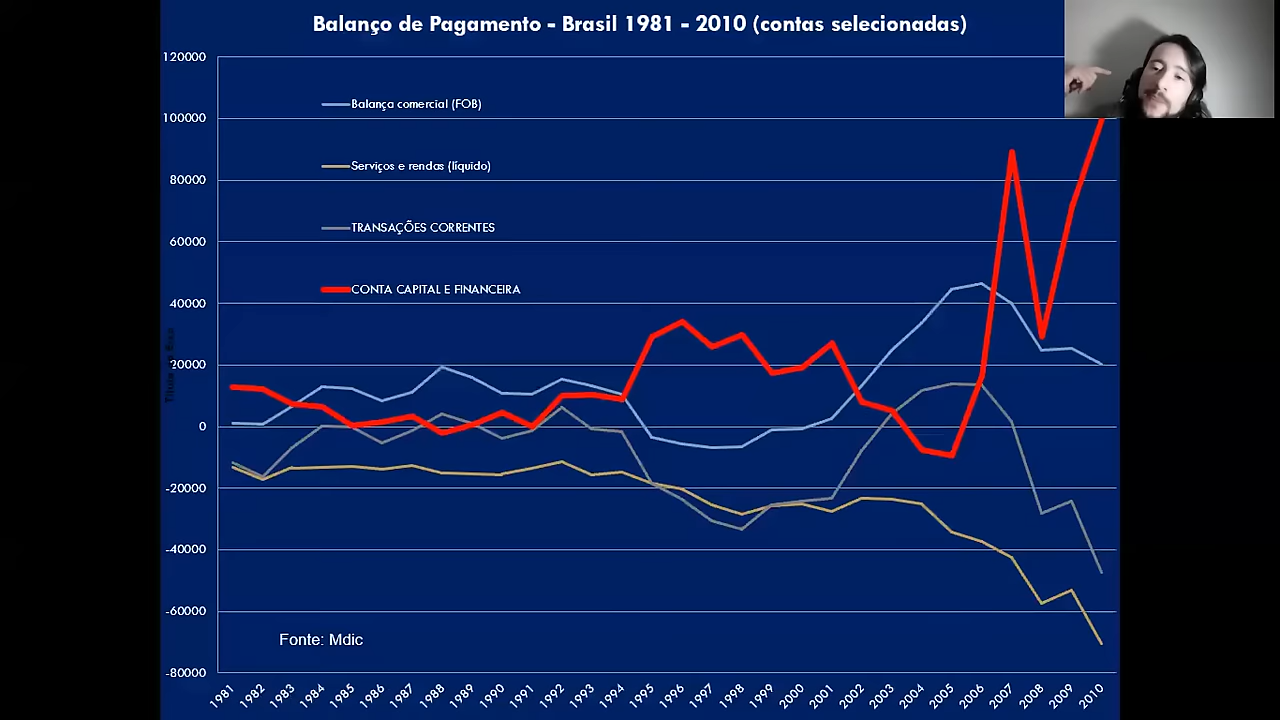 Balanço de Pagamento - Brasil 1981 - 2010 (contas selecionadas)
120000
100000
80000
60000
40000
20000
0
-20000
-40000
-60000
-80000
Balança comercial (FOB)
Serviços e rendas (líquido)
TRANSAÇÕES CORRENTES
CONTA CAPITAL E FINANCEIRA
Fonte: Mdic
1981 1982 1983 1984 1985 1986 1987 1988 1989 1990 1991 1992 1993 1994 1995 1996 1997 1998 1999 2000 2001 2002 2003 2004 2005 2006 2007 2008 2009 2010